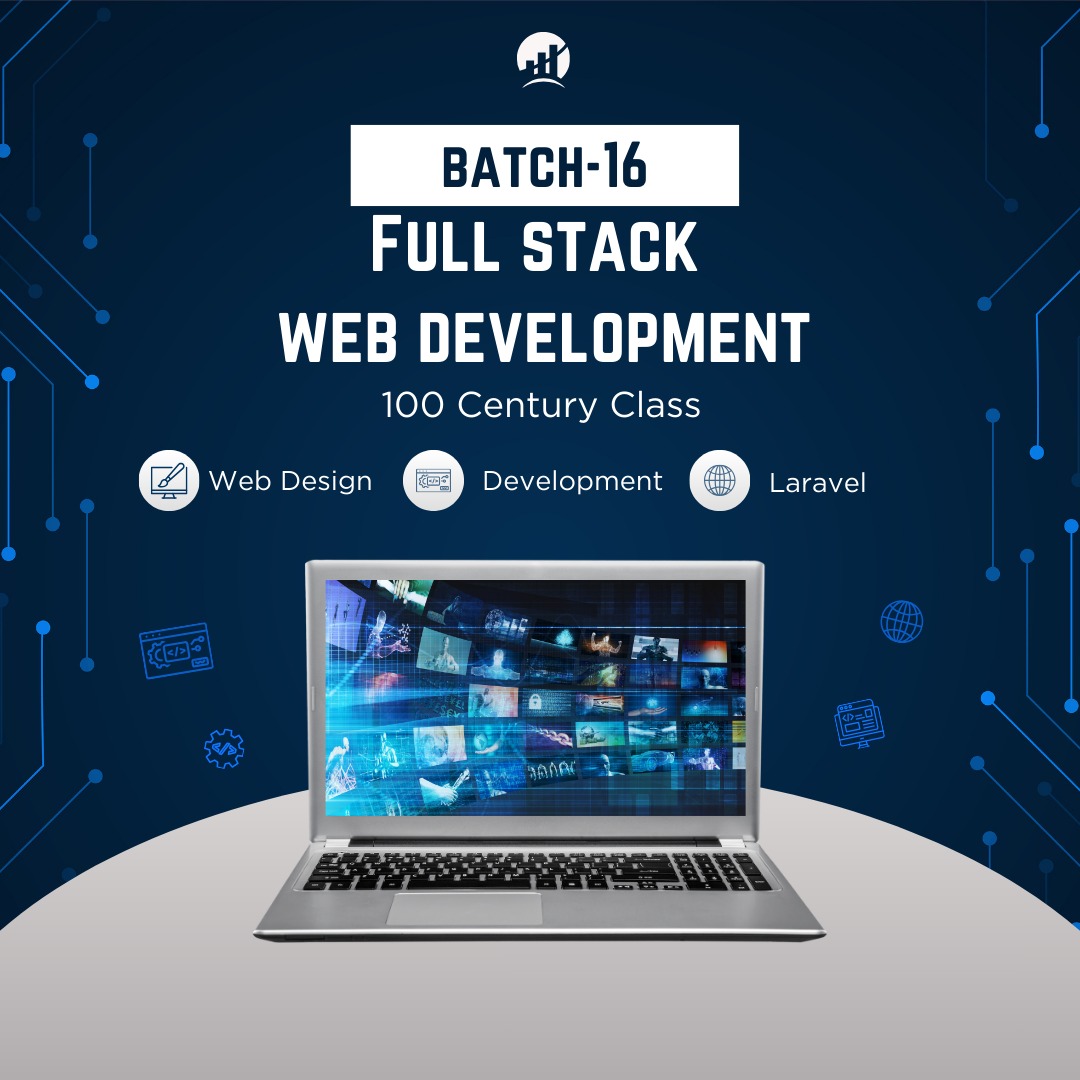 BATCH-16
FULL STACK
WEB DEVELOPMENT
100 Century Class
Web Design Development Laravel